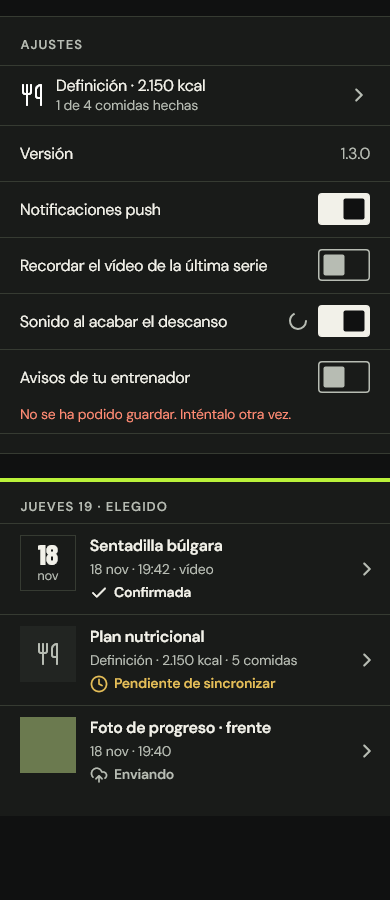 AJUSTES
Definición · 2.150 kcal
1 de 4 comidas hechas
Versión
1.3.0
Notificaciones push
Recordar el vídeo de la última serie
Sonido al acabar el descanso
Avisos de tu entrenador
No se ha podido guardar. Inténtalo otra vez.
JUEVES 19 · ELEGIDO
18
nov
Sentadilla búlgara
18 nov · 19:42 · vídeo
Confirmada
Plan nutricional
Definición · 2.150 kcal · 5 comidas
Pendiente de sincronizar
Foto de progreso · frente
18 nov · 19:40
Enviando